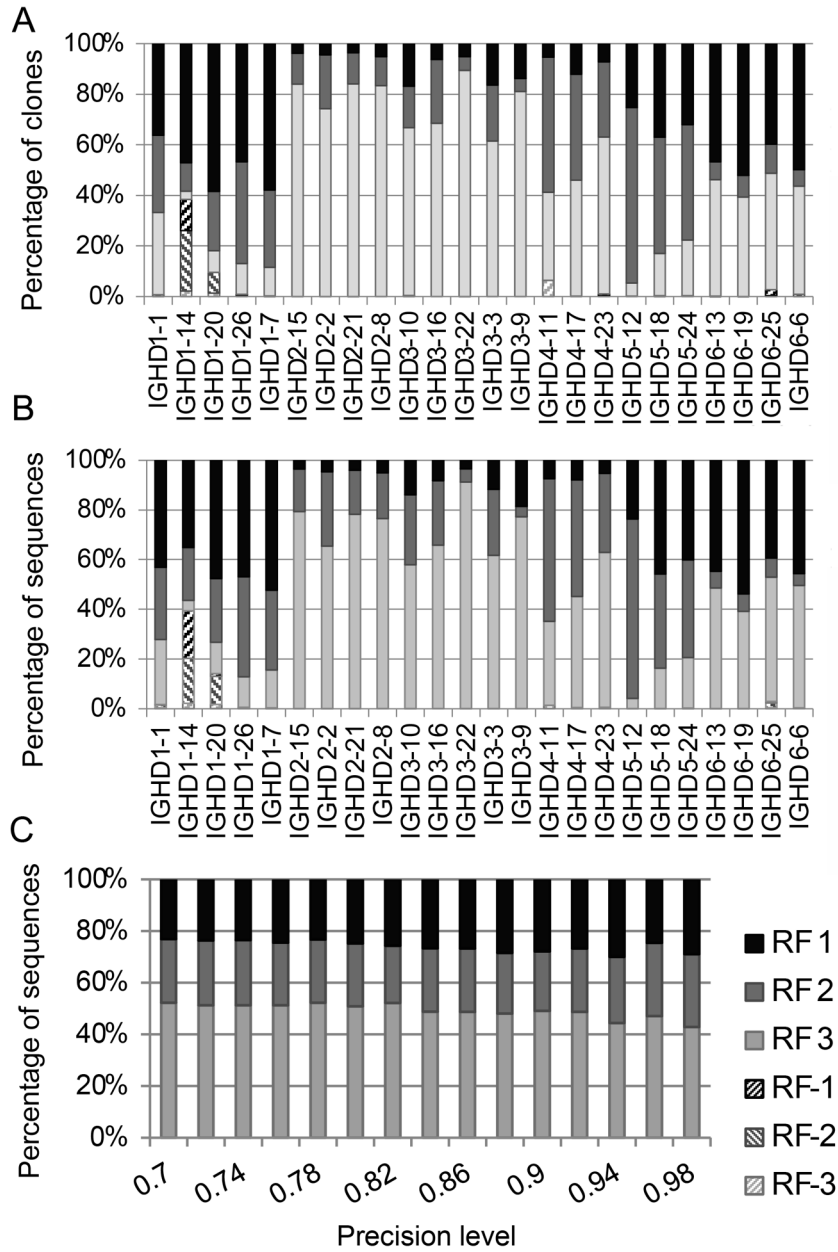 A
Percentage of clones
100%
80%
60%
40%
20%
0%
IGHD1-1
IGHD1-14
IGHD1-20
IGHD1-26
IGHD1-7
IGHD2-15
IGHD2-2
IGHD2-21
IGHD2-8
IGHD3-10
IGHD3-16
IGHD3-22
IGHD3-3
IGHD3-9
IGHD4-11
IGHD4-17
IGHD4-23
IGHD5-12
IGHD5-18
IGHD5-24
IGHD6-13
IGHD6-19
IGHD6-25
IGHD6-6
B
Percentage of sequences
100%
80%
60%
40%
20%
0%
IGHD1-1
IGHD1-14
IGHD1-20
IGHD1-26
IGHD1-7
IGHD2-15
IGHD2-2
IGHD2-21
IGHD2-8
IGHD3-10
IGHD3-16
IGHD3-22
IGHD3-3
IGHD3-9
IGHD4-11
IGHD4-17
IGHD4-23
IGHD5-12
IGHD5-18
IGHD5-24
IGHD6-13
IGHD6-19
IGHD6-25
IGHD6-6
C
Percentage of sequences
100%
80%
60%
40%
20%
0%
0.7
0.74
0.78
0.82
0.86
0.9
0.94
0.98
Precision level
RF 1
RF 2
RF 3
RF-1
RF-2
RF-3